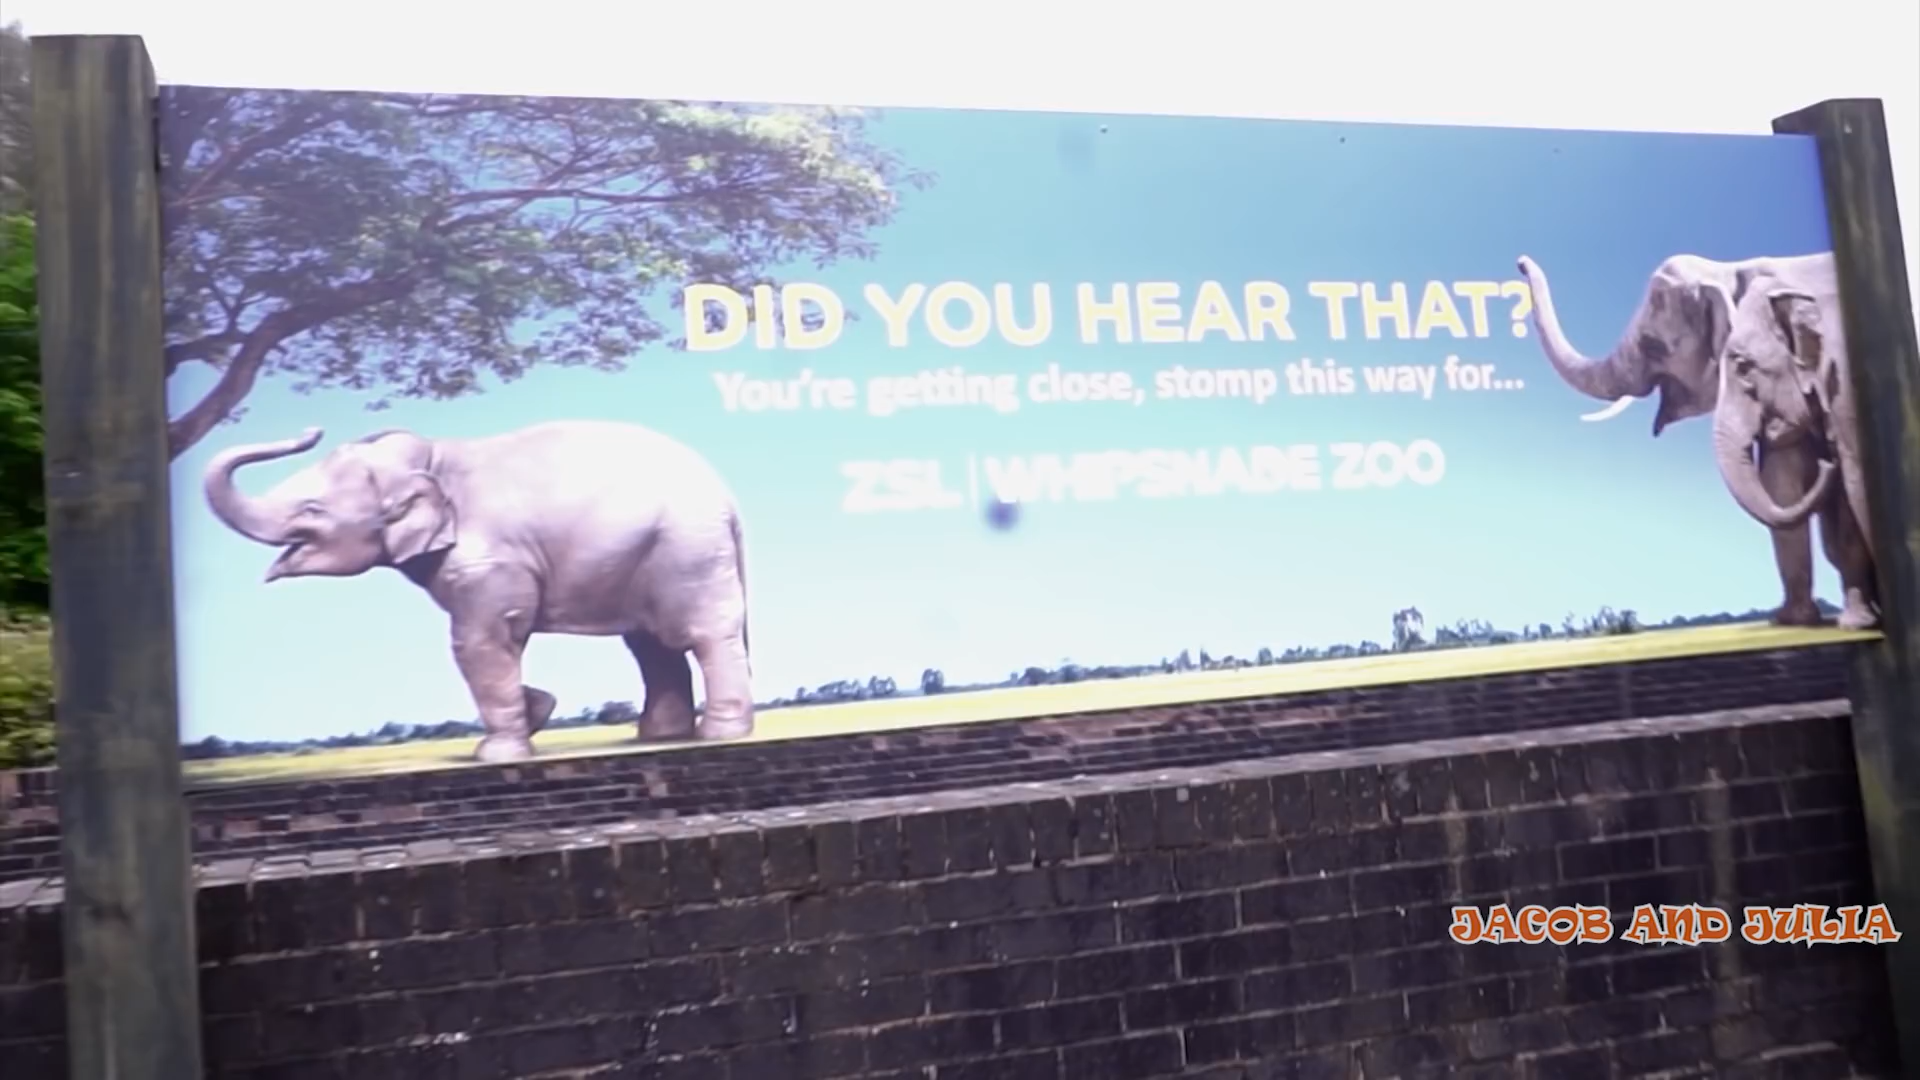 DID YOU HEAR THAT?
You're getting close, stomp this way for...
ZSL | WHIPSNADE ZOO
JACOB AND JULIA